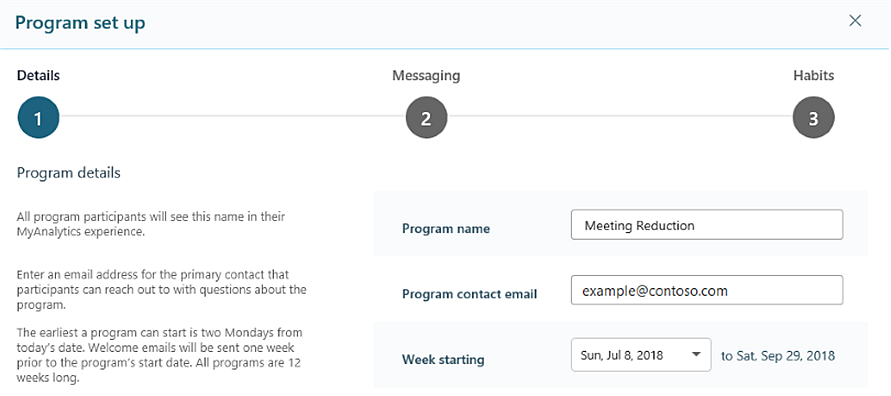 Program set up
Details
Messaging
Habits
1
2
3
Program details
All program participants will see this name in their
MyAnalytics experience.
Program name
Meeting Reduction
Enter an email address for the primary contact that
participants can reach out to with questions about the
program.
Program contact email
example@contoso.com
The earliest a program can start is two Mondays from
today's date. Welcome emails will be sent one week
prior to the program's start date. All programs are 12
weeks long.
Week starting
Sun, Jul 8, 2018
to Sat, Sep 29, 2018